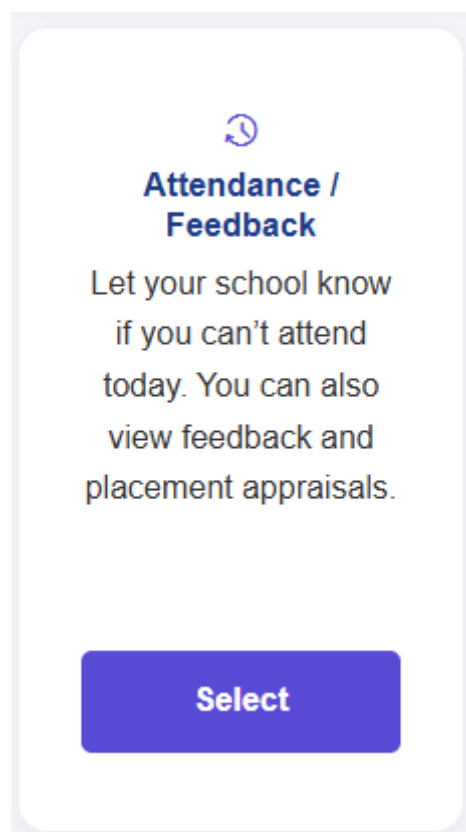 Attendance /
Feedback
Let your school know
if you can’t attend
today. You can also
view feedback and
placement appraisals.
Select